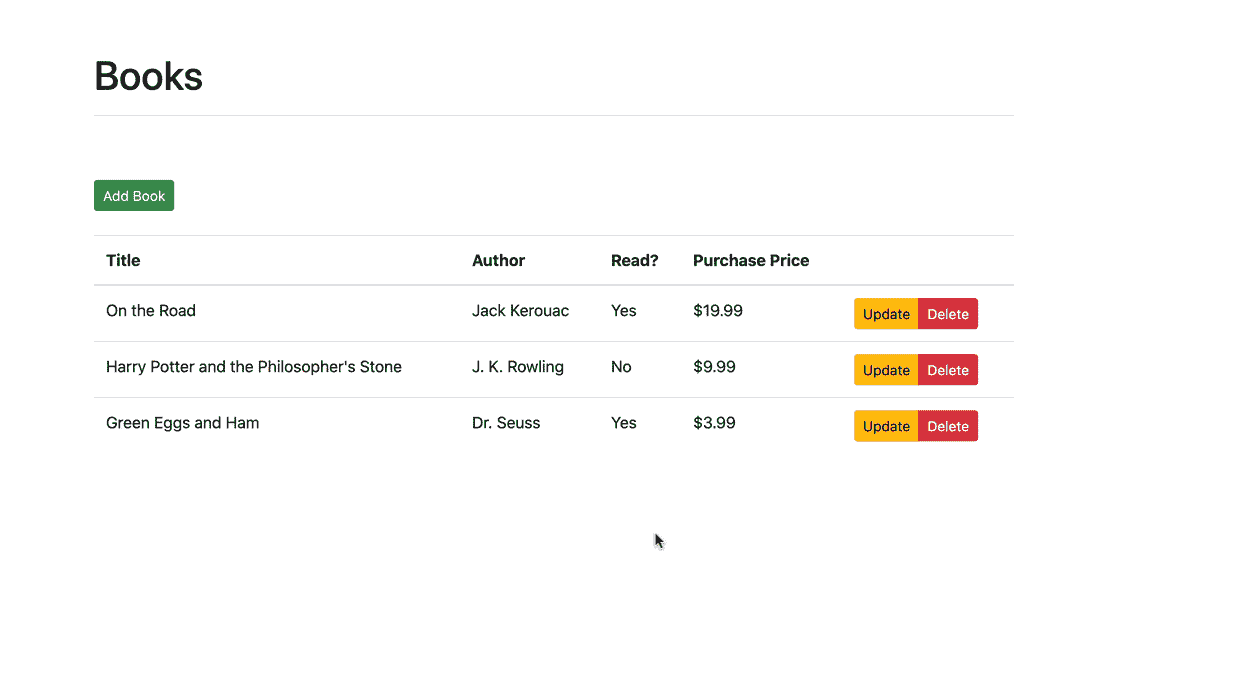 Books
Add Book
Title Author Read? Purchase Price
On the Road Jack Kerouac Yes $19.99 Update Delete
Harry Potter and the Philosopher's Stone J. K. Rowling No $9.99 Update Delete
Green Eggs and Ham Dr. Seuss Yes $3.99 Update Delete